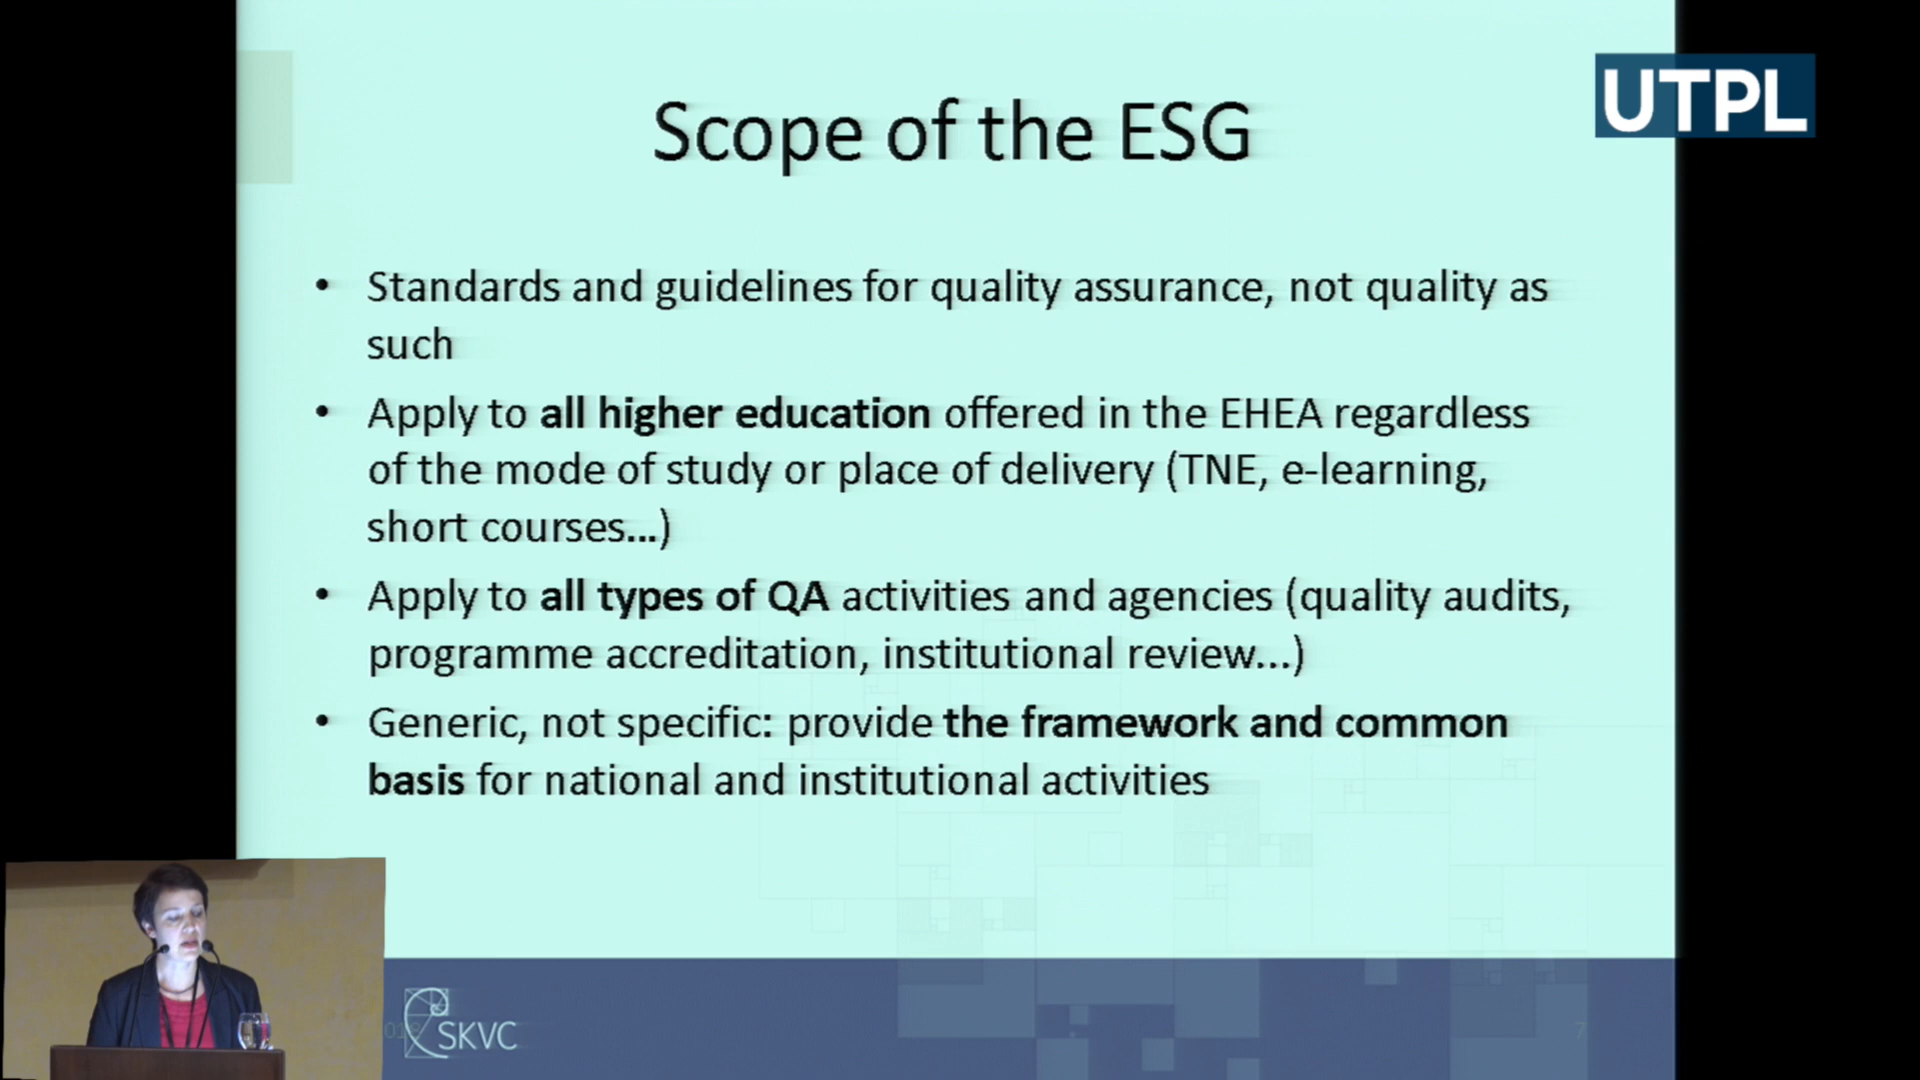 UTPL
Scope of the ESG
• Standards and guidelines for quality assurance, not quality as
such
• Apply to all higher education offered in the EHEA regardless
of the mode of study or place of delivery (TNE, e-learning,
short courses...)
• Apply to all types of QA activities and agencies (quality audits,
programme accreditation, institutional review...)
• Generic, not specific: provide the framework and common
basis for national and institutional activities
SKVC
7